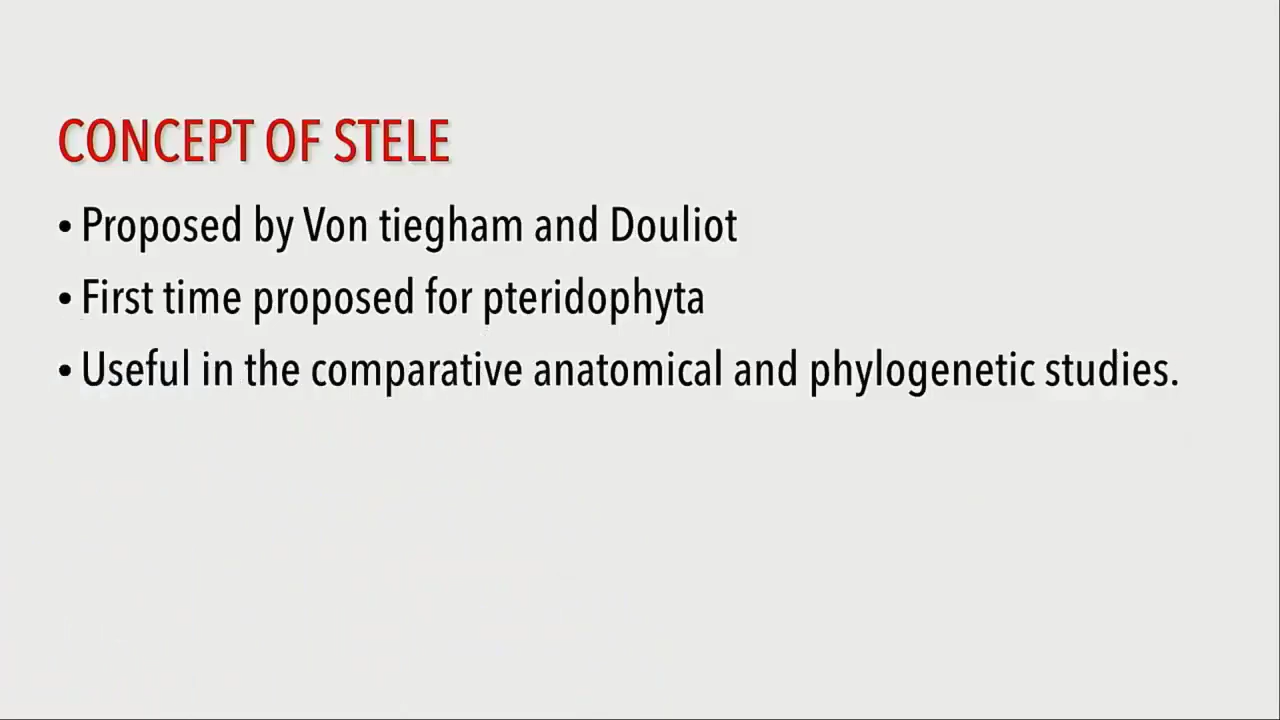 CONCEPT OF STELE
• Proposed by Von tiegham and Douliot
• First time proposed for pteridophyta
• Useful in the comparative anatomical and phylogenetic studies.